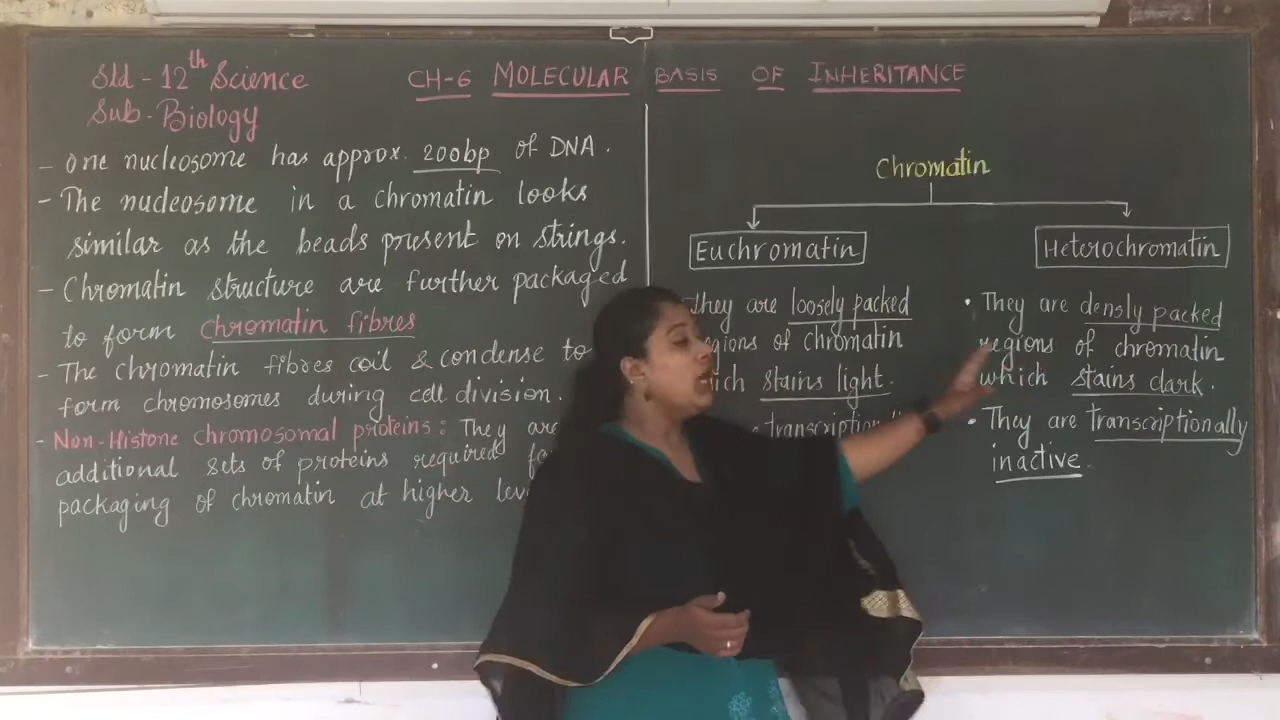 Std - 12th Science
Sub - Biology
CH-6 MOLECULAR BASIS OF INHERITANCE
- One nucleosome has approx. 200bp of DNA.
- The nucleosome in a chromatin looks
similar as the beads present on strings.
- Chromatin structure are further packaged
to form chromatin fibres
- The chromatin fibres coil & condense to
form chromosomes during cell division.
- Non-Histone chromosomal proteins: They are
additional sets of proteins required
packaging of chromatin at higher
Chromatin
Euchromatin
They are loosely packed
regions of chromatin
which stains light.
Heterochromatin
• They are densly packed
regions of chromatin
which stains dark.
• They are transcriptionally
inactive.